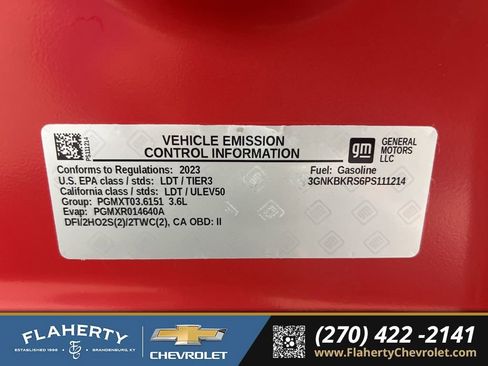 PS111214
VEHICLE EMISSION
CONTROL INFORMATION
gm
GENERAL
MOTORS
LLC
Conforms to Regulations: 2023
U.S. EPA class / stds: LDT / TIER3
California class / stds: LDT / ULEV50
Group: PGMXT03.6151 3.6L
Evap: PGMXR014640A
DFI/2HO2S(2)/2TWC(2), CA OBD: II
Fuel: Gasoline
3GNKBKRS6PS111214
FLAHERTY
ESTABLISHED 1996
BRANDENBURG, KY
CHEVROLET
(270) 422 -2141
www.FlahertyChevrolet.com